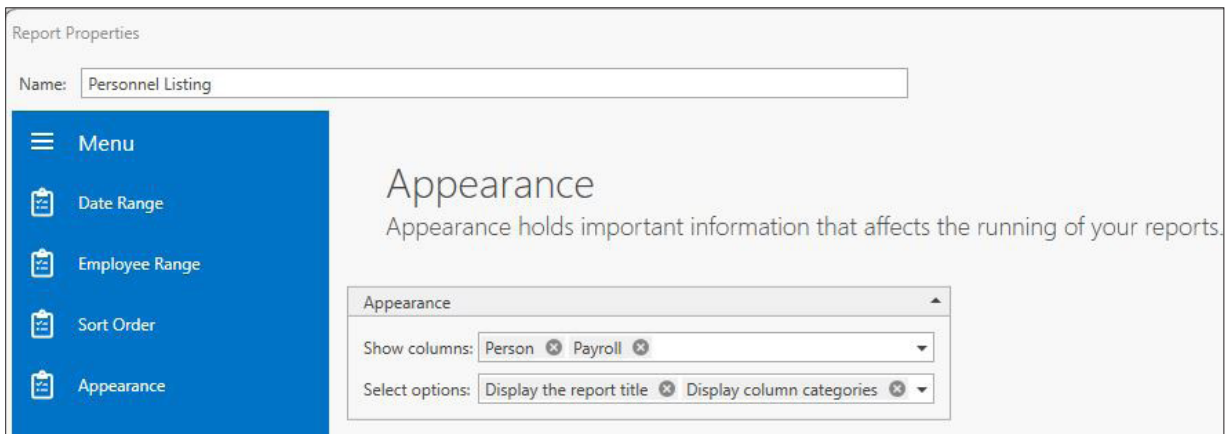 Report Properties
Name: Personnel Listing
Menu
Date Range
Employee Range
Sort Order
Appearance
Appearance
Appearance holds important information that affects the running of your reports.
Appearance
Show columns: Person Payroll
Select options: Display the report title Display column categories